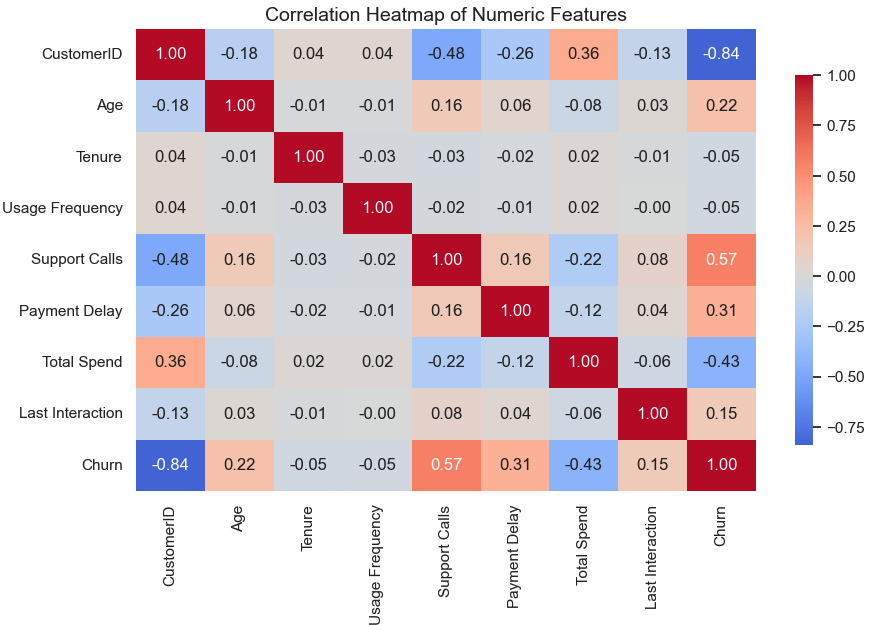 Correlation Heatmap of Numeric Features
CustomerID 1.00 -0.18 0.04 0.04 -0.48 -0.26 0.36 -0.13 -0.84
Age -0.18 1.00 -0.01 -0.01 0.16 0.06 -0.08 0.03 0.22
Tenure 0.04 -0.01 1.00 -0.03 -0.03 -0.02 0.02 -0.01 -0.05
Usage Frequency 0.04 -0.01 -0.03 1.00 -0.02 -0.01 0.02 -0.00 -0.05
Support Calls -0.48 0.16 -0.03 -0.02 1.00 0.16 -0.22 0.08 0.57
Payment Delay -0.26 0.06 -0.02 -0.01 0.16 1.00 -0.12 0.04 0.31
Total Spend 0.36 -0.08 0.02 0.02 -0.22 -0.12 1.00 -0.06 -0.43
Last Interaction -0.13 0.03 -0.01 -0.00 0.08 0.04 -0.06 1.00 0.15
Churn -0.84 0.22 -0.05 -0.05 0.57 0.31 -0.43 0.15 1.00
CustomerID
Age
Tenure
Usage Frequency
Support Calls
Payment Delay
Total Spend
Last Interaction
Churn
1.00
0.75
0.50
0.25
0.00
−0.25
−0.50
−0.75